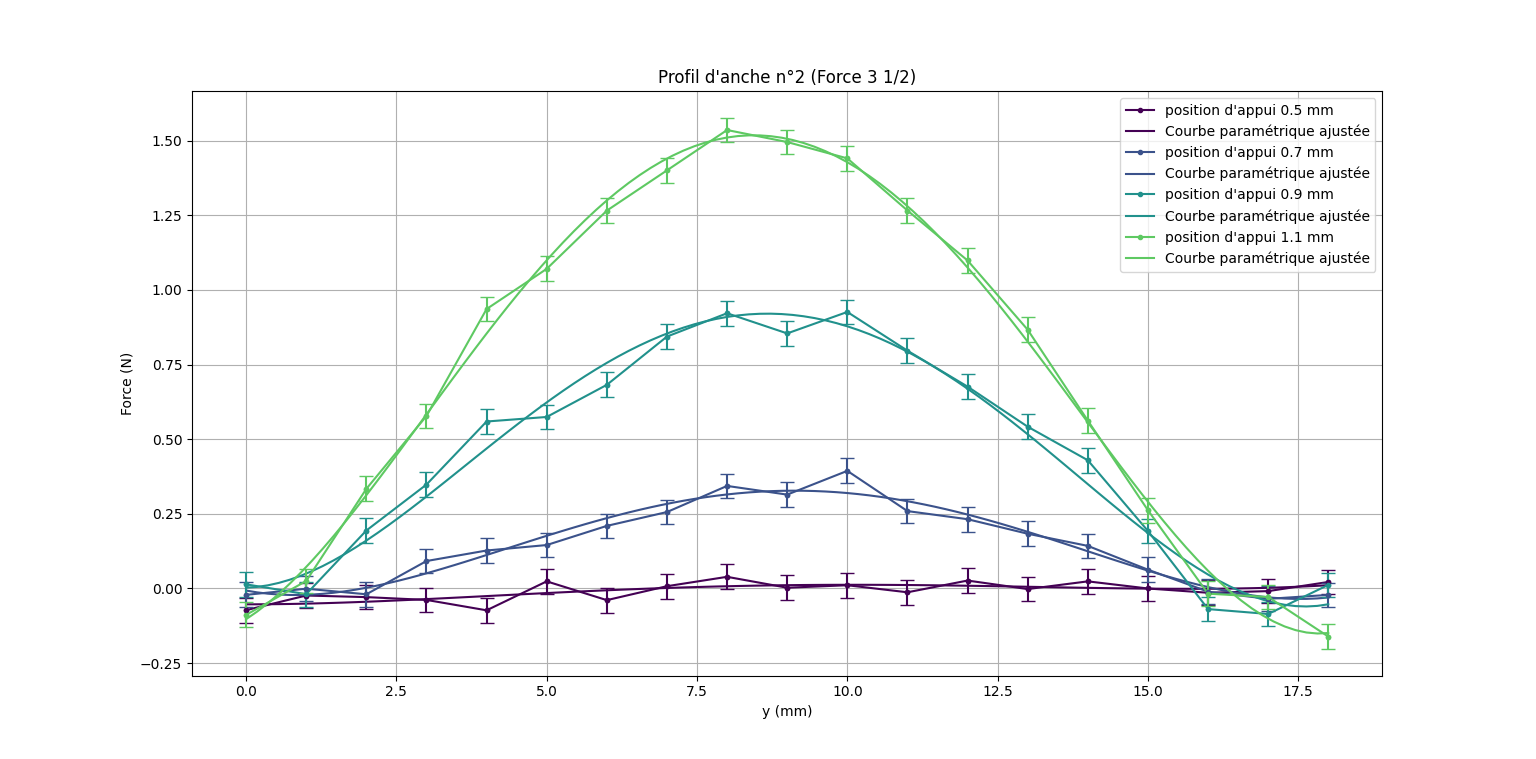 Profil d'anche n°2 (Force 3 1/2)
position d'appui 0.5 mm
Courbe paramétrique ajustée
position d'appui 0.7 mm
Courbe paramétrique ajustée
position d'appui 0.9 mm
Courbe paramétrique ajustée
position d'appui 1.1 mm
Courbe paramétrique ajustée
Force (N)
1.50
1.25
1.00
0.75
0.50
0.25
0.00
−0.25
0.0 2.5 5.0 7.5 10.0 12.5 15.0 17.5
y (mm)